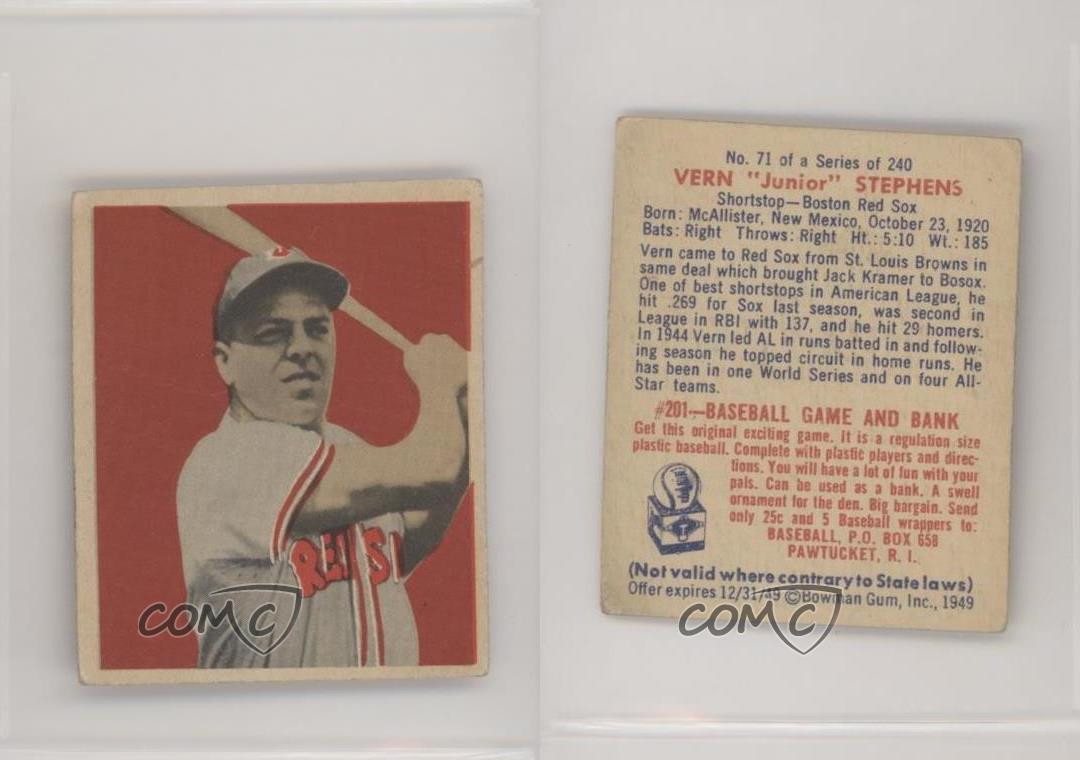 RED S
COMC
No. 71 of a Series of 240
VERN "Junior" STEPHENS
Shortstop—Boston Red Sox
Born: McAllister, New Mexico, October 23, 1920
Bats: Right Throws: Right Ht.: 5:10 Wt.: 185
Vern came to Red Sox from St. Louis Browns in
same deal which brought Jack Kramer to Bosox.
One of best shortstops in American League, he
hit .269 for Sox last season, was second in
League in RBI with 137, and he hit 29 homers.
In 1944 Vern led AL in runs batted in and follow-
ing season he topped circuit in home runs. He
has been in one World Series and on four All-
Star teams.
#201—BASEBALL GAME AND BANK
Get this original exciting game. It is a regulation size
plastic baseball. Complete with plastic players and direc-
tions. You will have a lot of fun with your
pals. Can be used as a bank. A swell
ornament for the den. Big bargain. Send
only 25c and 5 Baseball wrappers to:
BASEBALL, P.O. BOX 658
PAWTUCKET, R. I.
(Not valid where contrary to State laws)
Offer expires 12/31/49 ©Bowman Gum, Inc., 1949
COMC